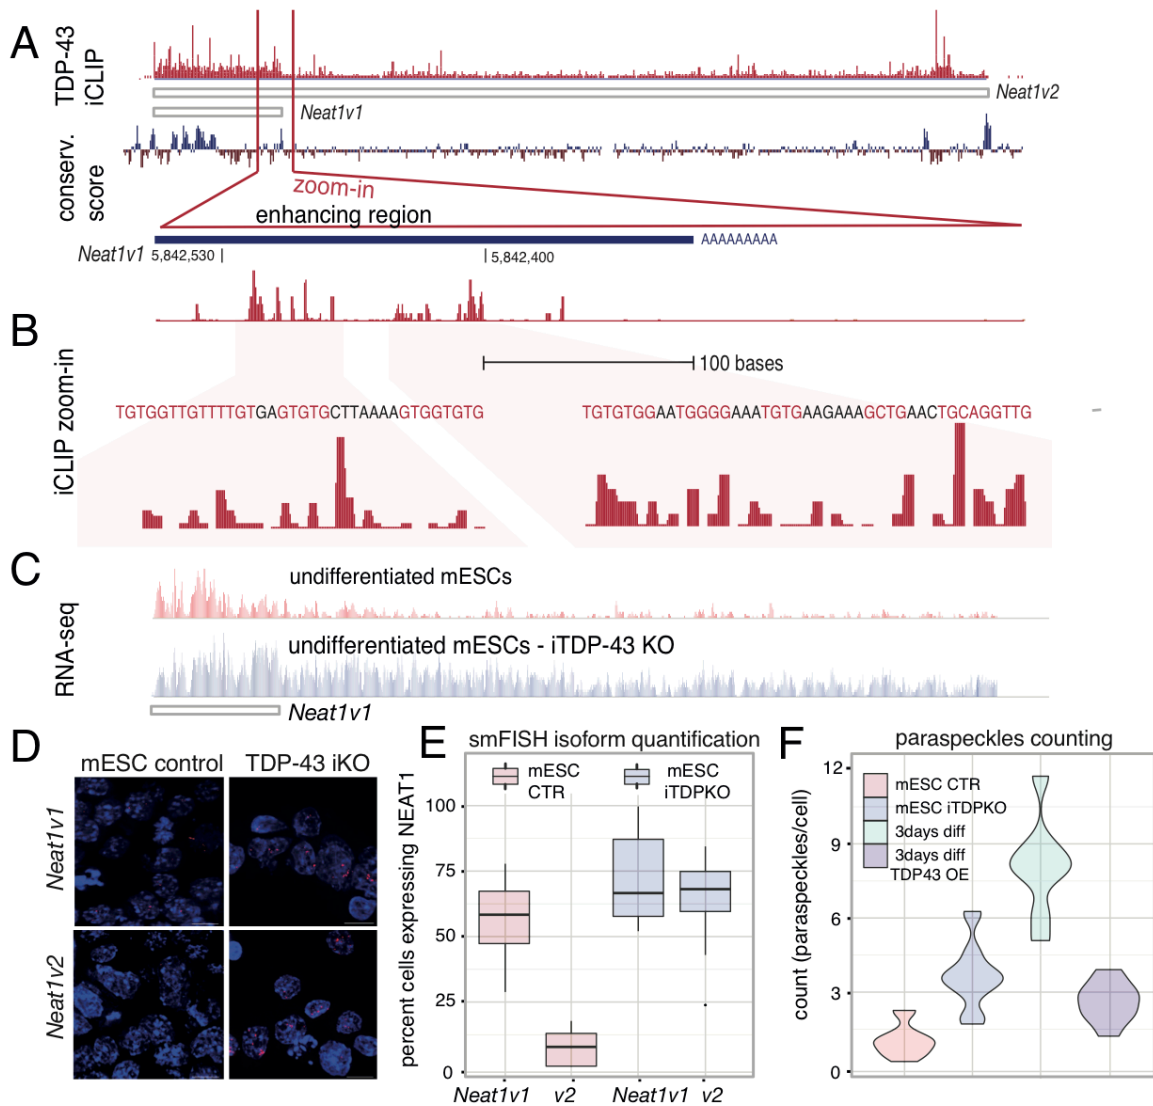 A
TDP-43
iCLIP
Neat1v2
Neat1v1
conserv.
score
zoom-in
enhancing region
AAAAAAAAA
Neat1v1
5,842,530 |
| 5,842,400
B
iCLIP zoom-in
100 bases
TGTGGTTGTTTTGTGAGTGTGCTTAAAAGTGGTGTG
TGTGTGGAATGGGGAAATGTGAAGAAAGCTGAACTGCAGGTTG
C
RNA-seq
undifferentiated mESCs
undifferentiated mESCs - iTDP-43 KO
Neat1v1
D
mESC control
TDP-43 iKO
Neat1v1
Neat1v2
E
smFISH isoform quantification
percent cells expressing NEAT1
mESC
CTR
mESC
iTDPKO
100
75
50
25
0
Neat1v1
v2
Neat1v1
v2
F
paraspeckles counting
count (paraspeckles/cell)
mESC CTR
mESC iTDPKO
3days diff
3days diff
TDP43 OE
12
9
6
3
0